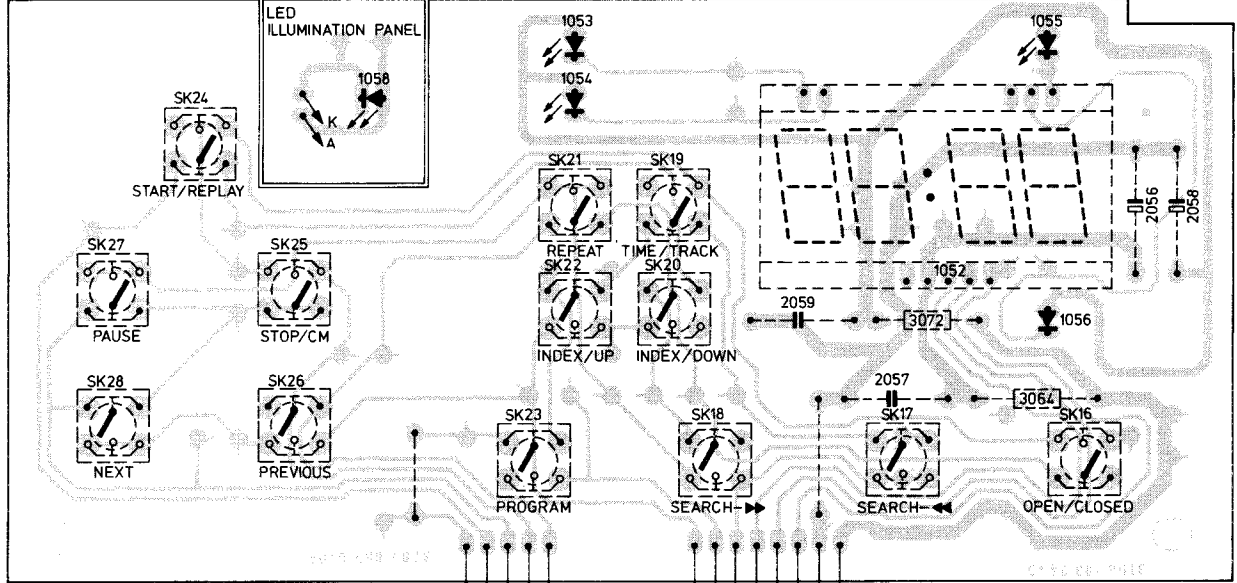 LED
ILLUMINATION PANEL
1058
K
A
1053
1054
1055
SK24
START/REPLAY
SK21
REPEAT
SK19
TIME/TRACK
2056
2058
SK27
PAUSE
SK25
STOP/CM
SK22
INDEX/UP
SK20
INDEX/DOWN
1052
2059
3072
1056
SK28
NEXT
SK26
PREVIOUS
SK23
PROGRAM
SK18
SEARCH-▶▶
2057
SK17
SEARCH-◀◀
3064
SK16
OPEN/CLOSED